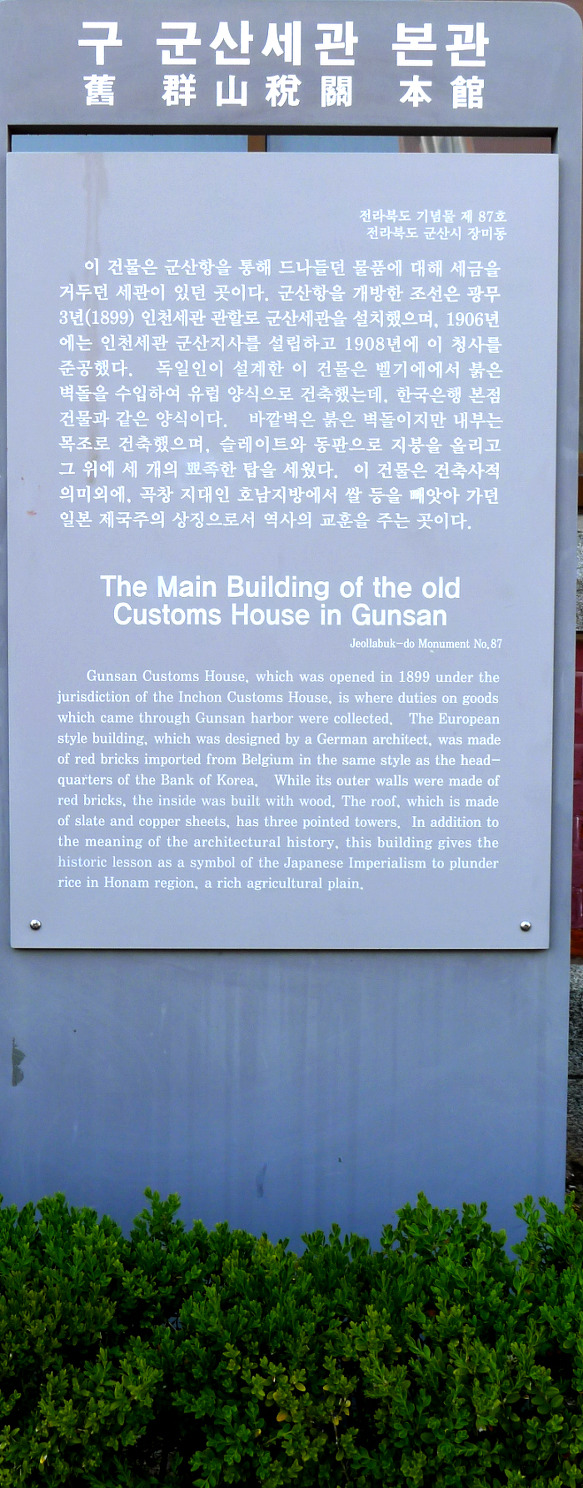 구 군산세관 본관
舊 群山稅關 本館
전라북도 기념물 제 87호
전라북도 군산시 장미동
이 건물은 군산항을 통해 드나들던 물품에 대해 세금을
거두던 세관이 있던 곳이다. 군산항을 개방한 조선은 광무
3년(1899) 인천세관 관할로 군산세관을 설치했으며, 1906년
에는 인천세관 군산지사를 설립하고 1908년에 이 청사를
준공했다. 독일인이 설계한 이 건물은 벨기에에서 붉은
벽돌을 수입하여 유럽 양식으로 건축했는데, 한국은행 본점
건물과 같은 양식이다. 바깥벽은 붉은 벽돌이지만 내부는
목조로 건축했으며, 슬레이트와 동판으로 지붕을 올리고
그 위에 세 개의 뾰족한 탑을 세웠다. 이 건물은 건축사적
의미외에, 곡창 지대인 호남지방에서 쌀 등을 빼앗아 가던
일본 제국주의 상징으로서 역사의 교훈을 주는 곳이다.
The Main Building of the old
Customs House in Gunsan
Jeollabuk-do Monument No.87
Gunsan Customs House, which was opened in 1899 under the
jurisdiction of the Inchon Customs House, is where duties on goods
which came through Gunsan harbor were collected. The European
style building, which was designed by a German architect, was made
of red bricks imported from Belgium in the same style as the head-
quarters of the Bank of Korea. While its outer walls were made of
red bricks, the inside was built with wood. The roof, which is made
of slate and copper sheets, has three pointed towers. In addition to
the meaning of the architectural history, this building gives the
historic lesson as a symbol of the Japanese Imperialism to plunder
rice in Honam region, a rich agricultural plain.